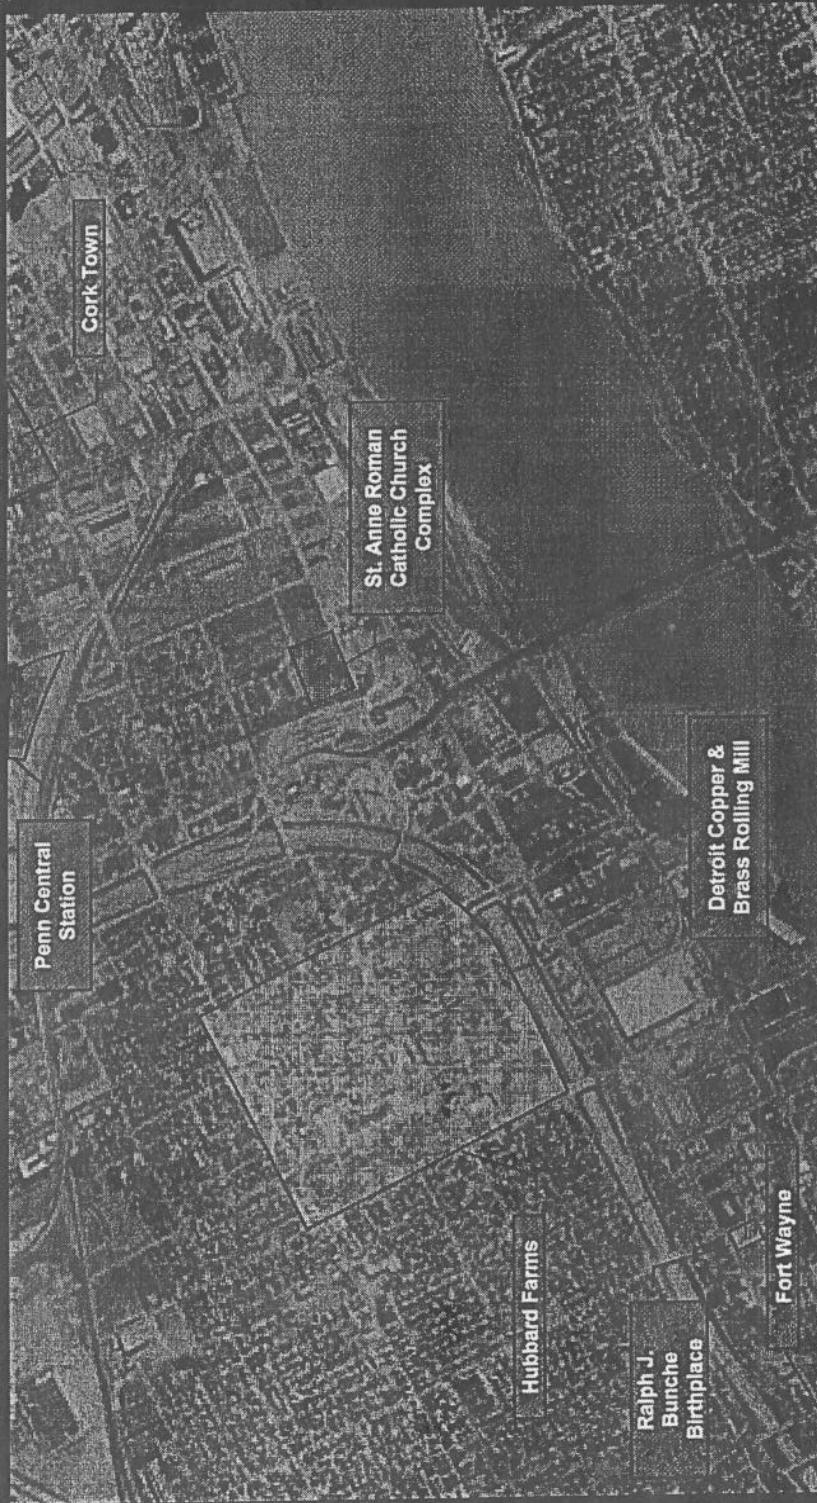 Penn Central
Station
Cork Town
St. Anne Roman
Catholic Church
Complex
Hubbard Farms
Detroit Copper &
Brass Rolling Mill
Ralph J.
Bunche
Birthplace
Fort Wayne